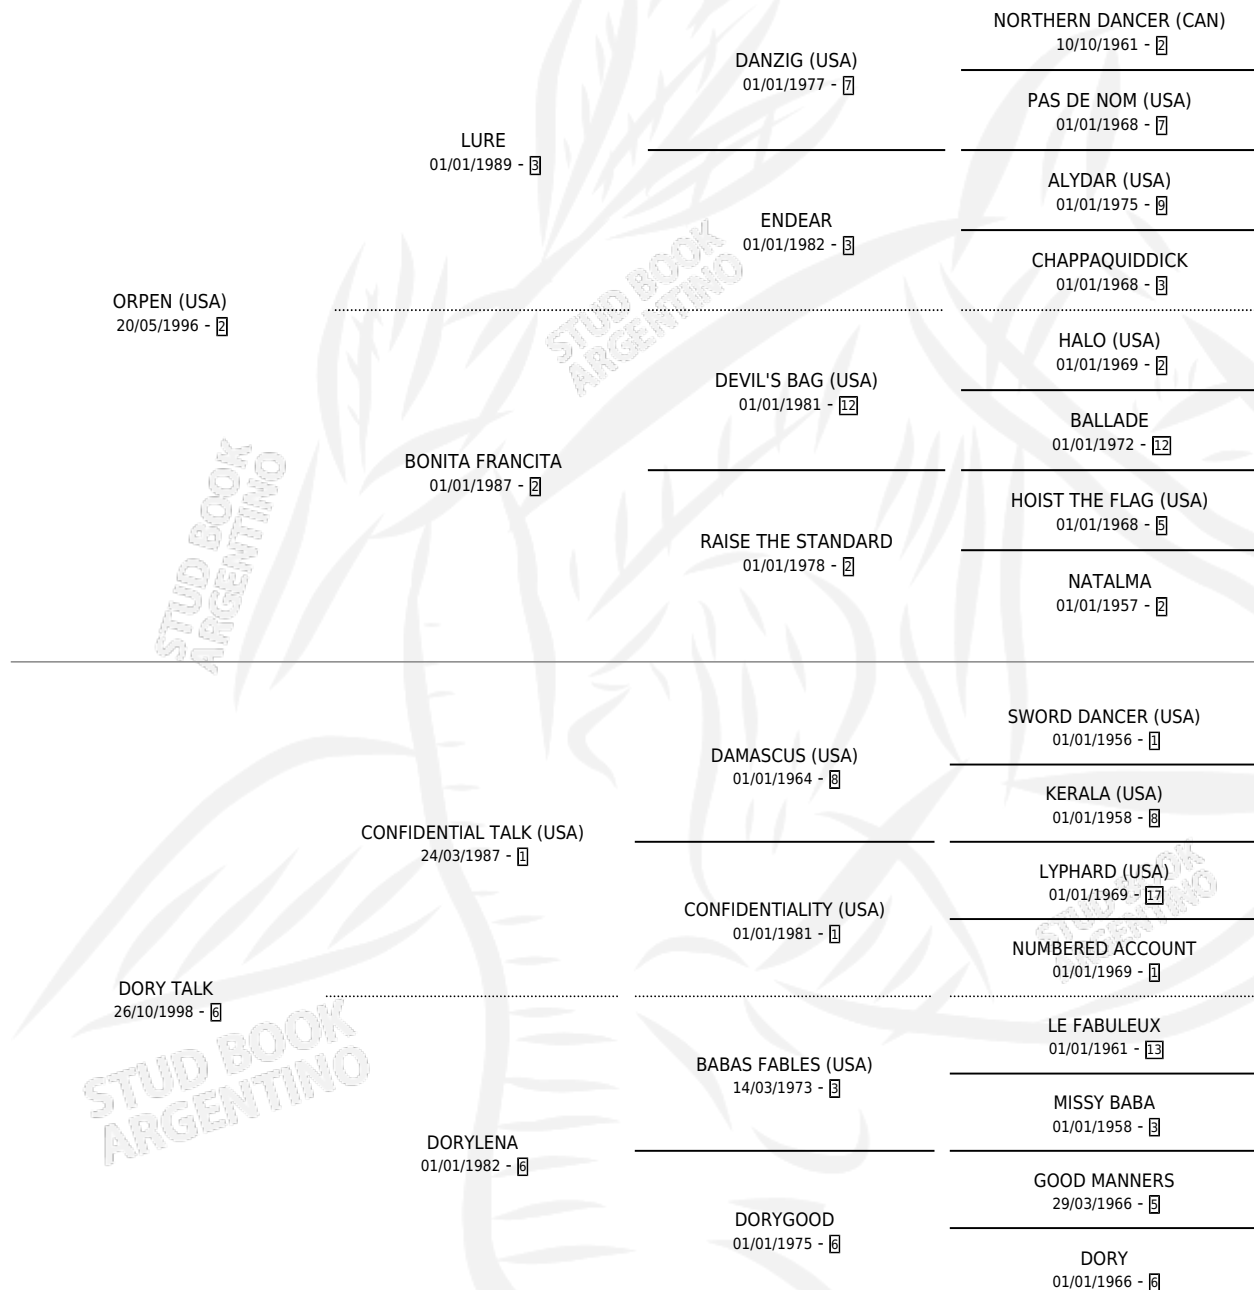 NORTHERN DANCER (CAN)
10/10/1961 - 2
DANZIG (USA)
01/01/1977 - 7
PAS DE NOM (USA)
01/01/1968 - 7
LURE
01/01/1989 - 3
ALYDAR (USA)
01/01/1975 - 9
ENDEAR
01/01/1982 - 3
CHAPPAQUIDDICK
01/01/1968 - 3
ORPEN (USA)
20/05/1996 - 2
STUD BOOK
ARGENTINO
HALO (USA)
01/01/1969 - 2
DEVIL'S BAG (USA)
01/01/1981 - 12
BALLADE
01/01/1972 - 12
BONITA FRANCITA
01/01/1987 - 2
HOIST THE FLAG (USA)
01/01/1968 - 5
RAISE THE STANDARD
01/01/1978 - 2
NATALMA
01/01/1957 - 2
STUD BOOK
ARGENTINO
SWORD DANCER (USA)
01/01/1956 - 1
DAMASCUS (USA)
01/01/1964 - 8
KERALA (USA)
01/01/1958 - 8
CONFIDENTIAL TALK (USA)
24/03/1987 - 1
LYPHARD (USA)
01/01/1969 - 17
CONFIDENTIALITY (USA)
01/01/1981 - 1
NUMBERED ACCOUNT
01/01/1969 - 1
STUD BOOK
ARGENTINO
DORY TALK
26/10/1998 - 6
STUD BOOK
ARGENTINO
LE FABULEUX
01/01/1961 - 13
BABAS FABLES (USA)
14/03/1973 - 3
MISSY BABA
01/01/1958 - 3
DORYLENA
01/01/1982 - 6
GOOD MANNERS
29/03/1966 - 5
DORYGOOD
01/01/1975 - 6
DORY
01/01/1966 - 6